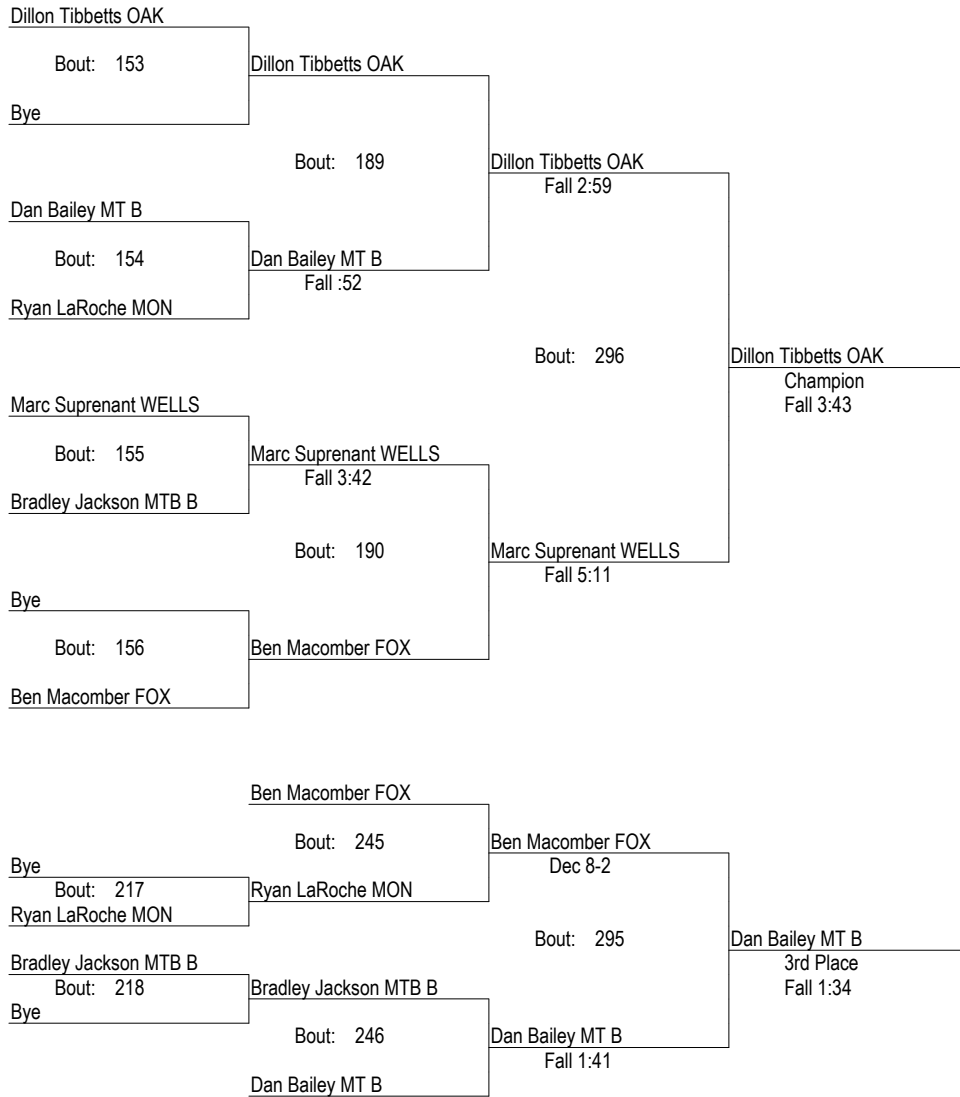 Dillon Tibbetts OAK
Bout: 153
Dillon Tibbetts OAK
Bye
Bout: 189
Dillon Tibbetts OAK
Fall 2:59
Dan Bailey MT B
Bout: 154
Dan Bailey MT B
Fall :52
Ryan LaRoche MON
Bout: 296
Dillon Tibbetts OAK
Champion
Fall 3:43
Marc Suprenant WELLS
Bout: 155
Marc Suprenant WELLS
Fall 3:42
Bradley Jackson MTB B
Bout: 190
Marc Suprenant WELLS
Fall 5:11
Bye
Bout: 156
Ben Macomber FOX
Ben Macomber FOX
Ben Macomber FOX
Bout: 245
Ben Macomber FOX
Dec 8-2
Bye
Bout: 217
Ryan LaRoche MON
Ryan LaRoche MON
Bout: 295
Dan Bailey MT B
3rd Place
Fall 1:34
Bradley Jackson MTB B
Bout: 218
Bradley Jackson MTB B
Bye
Bout: 246
Dan Bailey MT B
Fall 1:41
Dan Bailey MT B